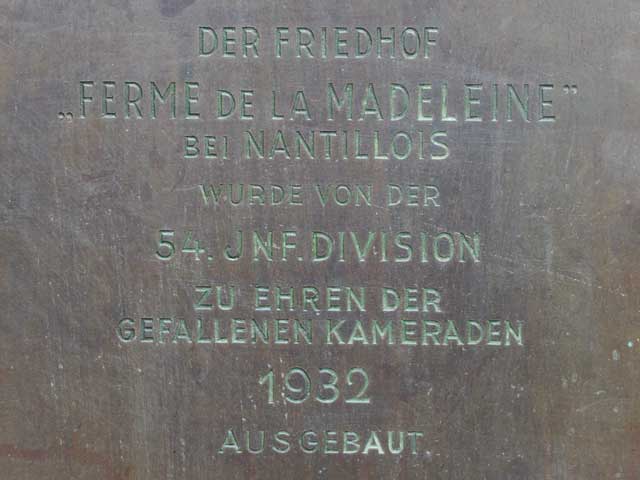 DER FRIEDHOF
„FERME DE LA MADELEINE”
BEI NANTILLOIS
WURDE VON DER
54. JNF. DIVISION
ZU EHREN DER
GEFALLENEN KAMERADEN
1932
AUSGEBAUT